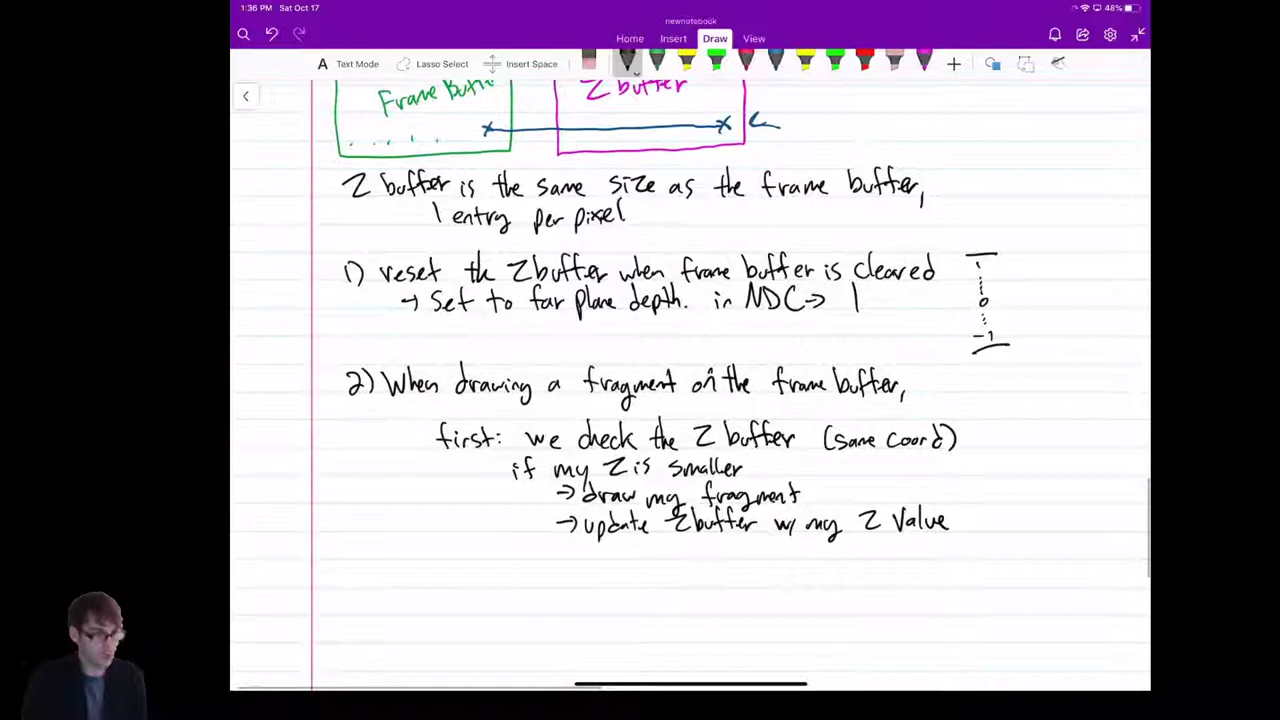 1:36 PM Sat Oct 17
48%
newnotebook
Home Insert Draw View
A Text Mode Lasso Select Insert Space
Frame Buffer
Z buffer
Z buffer is the same size as the frame buffer,
1 entry per pixel
1) reset the Z buffer when frame buffer is cleared
→ Set to far plane depth. in NDC → 1
1
0
-1
2) When drawing a fragment on the frame buffer,
first: we check the Z buffer (same coord)
if my Z is smaller
→ draw my fragment
→ update Zbuffer w/ my Z value